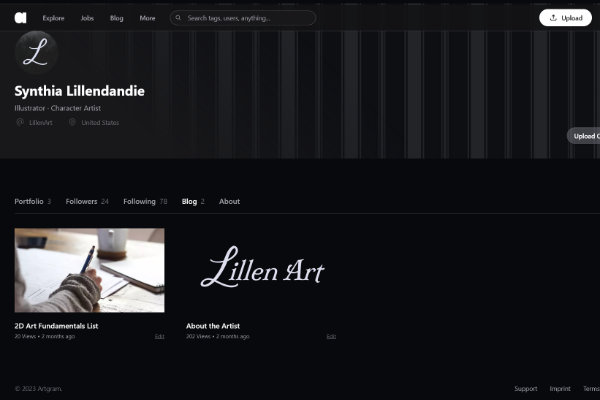 a Explore Jobs Blog More Search tags, users, anything... Upload
L
Synthia Lillendandie
Illustrator · Character Artist
@ LillenArt United States
Upload C
Portfolio 3 Followers 24 Following 78 Blog 2 About
Lillen Art
2D Art Fundamentals List About the Artist
20 Views • 2 months ago Edit 202 Views • 2 months ago Edit
© 2023 Artgram. Support Imprint Terms